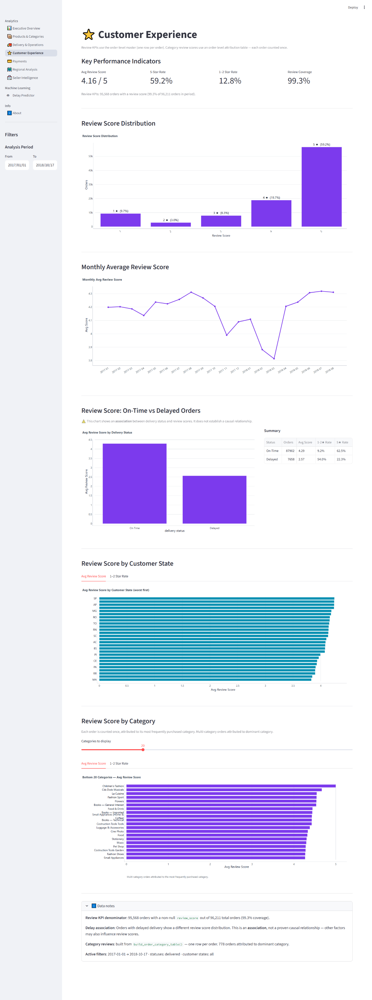 Deploy
Analytics
Executive Overview
Products & Categories
Delivery & Operations
Customer Experience
Payments
Regional Analysis
Seller Intelligence
Machine Learning
Delay Predictor
Info
About
Filters
Analysis Period
From To
2017/01/01 2018/10/17
Customer Experience
Review KPIs use the order-level master (one row per order). Category review scores use an order-level attribution table — each order counted once.
Key Performance Indicators
Avg Review Score 5-Star Rate 1–2 Star Rate Review Coverage
4.16 / 5 59.2% 12.8% 99.3%
Review KPIs: 95,568 orders with a review score (99.3% of 96,211 orders in period).
Review Score Distribution
Review Score Distribution
5 ★ (59.2%)
50k
40k
30k
Orders
20k
4 ★ (19.7%)
10k
1 ★ (9.7%)
3 ★ (8.3%)
2 ★ (3.0%)
0
1 2 3 4 5
Review Score
Monthly Average Review Score
Monthly Avg Review Score
4.3
4.2
4.1
Avg Score
4
3.9
3.8
2017 01 2017 02 2017 03 2017 04 2017 05 2017 06 2017 07 2017 08 2017 09 2017 10 2017 11 2017 12 2018 01 2018 02 2018 03 2018 04 2018 05 2018 06 2018 07 2018 08
Review Score: On-Time vs Delayed Orders
⚠ This chart shows an association between delivery status and review scores. It does not establish a causal relationship.
Avg Review Score by Delivery Status
4.5
4
3.5
3
2.5
Avg Review Score
2
1.5
1
0.5
0
On Time Delayed
delivery status
Summary
Status Orders Avg Score 1-2★ Rate 5★ Rate
On-Time 87902 4.29 9.2% 62.5%
Delayed 7658 2.57 54.0% 22.3%
Review Score by Customer State
Avg Review Score 1–2 Star Rate
Avg Review Score by Customer State (worst first)
SP
AP
MG
RO
TO
RN
SC
AC
ES
PI
CE
PA
RR
MA
0 0.5 1 1.5 2 2.5 3 3.5 4
Avg Review Score
Review Score by Category
Each order is counted once, attributed to its most frequently purchased category. Multi-category orders attributed to dominant category.
Categories to display
20
Avg Review Score 1–2 Star Rate
Bottom 20 Categories — Avg Review Score
Children's Fashion
Cds Dvds Musicals
La Cuisine
Fashion Sport
Flowers
Books — General Interest
Food & Drink
Books — Imported
Small Appliances (Home &
Coffee)
Books — Technical
Costruction Tools Tools
Luggage & Accessories
Cine Photo
Food
Stationery
Music
Pet Shop
Costruction Tools Garden
Fashion Shoes
Small Appliances
0 1 2 3 4 5
Avg Review Score
Multi-category orders attributed to the most frequently purchased category.
Data notes
Review KPI denominator: 95,568 orders with a non-null review_score out of 96,211 total orders (99.3% coverage).
Delay association: Orders with delayed delivery show a different review score distribution. This is an association, not a proven causal relationship — other factors
may also influence review scores.
Category reviews: built from build_order_category_table() — one row per order. 778 orders attributed to dominant category.
Active filters: 2017-01-01 → 2018-10-17 · statuses: delivered · customer states: all